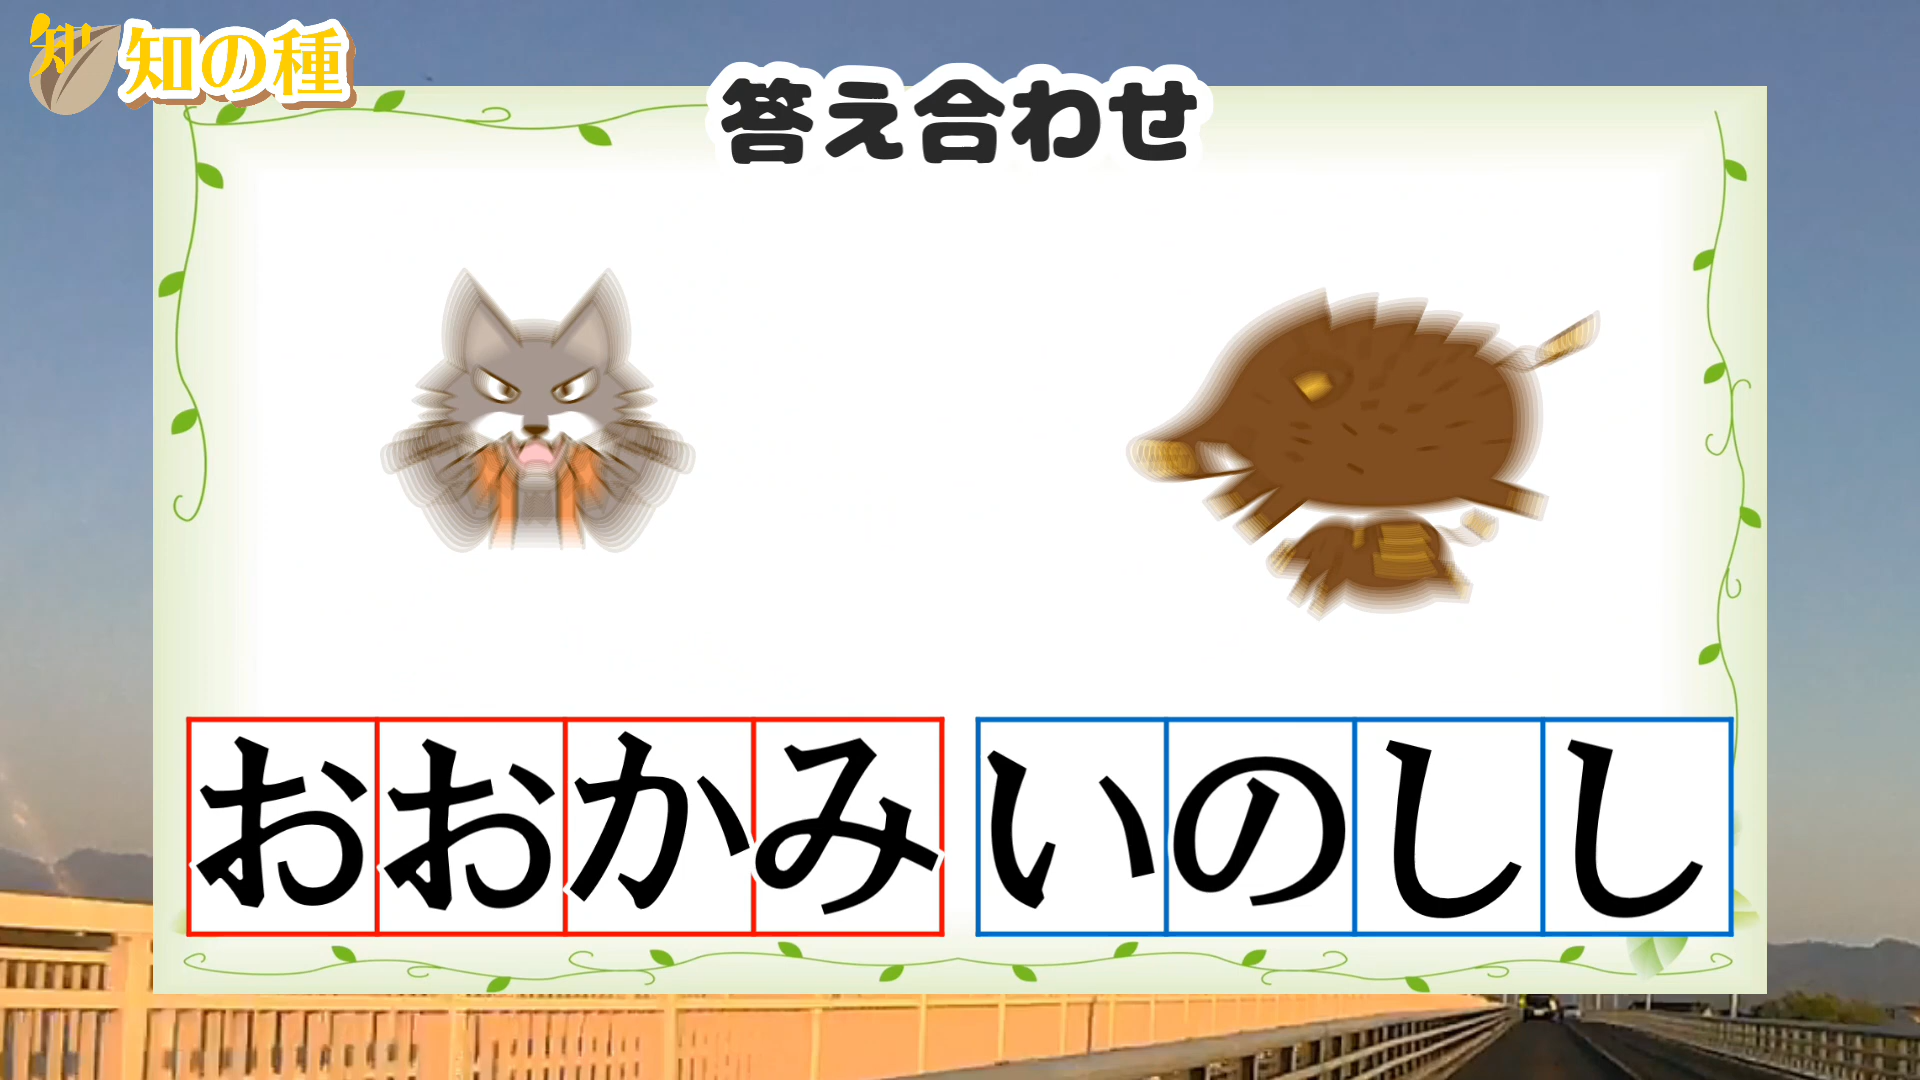 知の種
答え合わせ
おおかみ いのしし